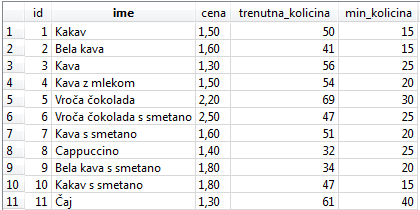 id ime cena trenutna_kolicina min_kolicina
1 1 Kakav 1,50 50 15
2 2 Bela kava 1,60 41 15
3 3 Kava 1,30 56 25
4 4 Kava z mlekom 1,50 54 20
5 5 Vroča čokolada 2,20 69 30
6 6 Vroča čokolada s smetano 2,50 47 25
7 7 Kava s smetano 1,60 51 20
8 8 Cappuccino 1,40 32 25
9 9 Bela kava s smetano 1,80 54 20
10 10 Kakav s smetano 1,80 47 15
11 11 Čaj 1,30 61 40